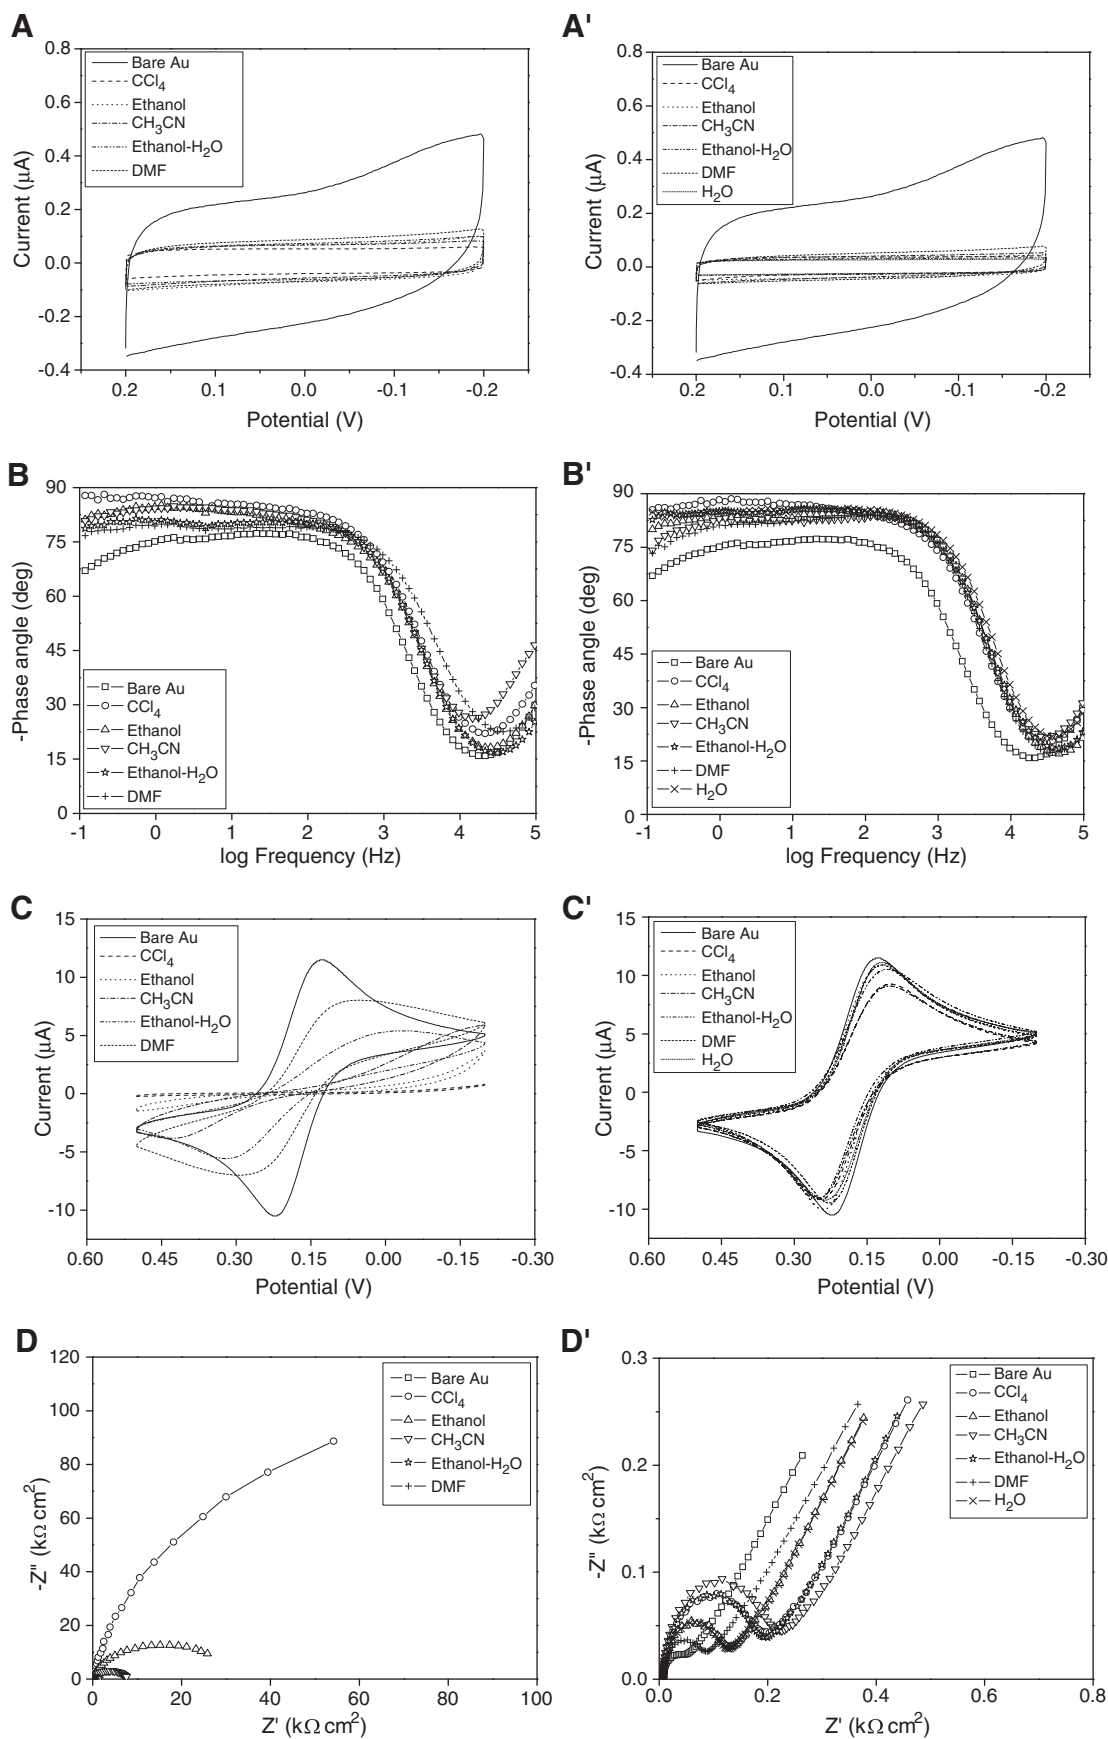 A
0.8
0.6
0.4
0.2
0.0
-0.2
-0.4
Current (µA)
Bare Au
CCl4
Ethanol
CH3CN
Ethanol-H2O
DMF
0.2 0.1 0.0 -0.1 -0.2
Potential (V)
A'
0.8
0.6
0.4
0.2
0.0
-0.2
-0.4
Current (µA)
Bare Au
CCl4
Ethanol
CH3CN
Ethanol-H2O
DMF
H2O
0.2 0.1 0.0 -0.1 -0.2
Potential (V)
B
90
75
60
45
30
15
0
-Phase angle (deg)
Bare Au
CCl4
Ethanol
CH3CN
Ethanol-H2O
DMF
-1 0 1 2 3 4 5
log Frequency (Hz)
B'
90
75
60
45
30
15
0
-Phase angle (deg)
Bare Au
CCl4
Ethanol
CH3CN
Ethanol-H2O
DMF
H2O
-1 0 1 2 3 4 5
log Frequency (Hz)
C
15
10
5
0
-5
-10
Current (µA)
Bare Au
CCl4
Ethanol
CH3CN
Ethanol-H2O
DMF
0.60 0.45 0.30 0.15 0.00 -0.15 -0.30
Potential (V)
C'
15
10
5
0
-5
-10
Current (µA)
Bare Au
CCl4
Ethanol
CH3CN
Ethanol-H2O
DMF
H2O
0.60 0.45 0.30 0.15 0.00 -0.15 -0.30
Potential (V)
D
120
100
80
60
40
20
0
-Z" (kΩ cm2)
Bare Au
CCl4
Ethanol
CH3CN
Ethanol-H2O
DMF
0 20 40 60 80 100
Z' (kΩ cm2)
D'
0.3
0.2
0.1
0.0
-Z" (kΩ cm2)
Bare Au
CCl4
Ethanol
CH3CN
Ethanol-H2O
DMF
H2O
0.0 0.2 0.4 0.6 0.8
Z' (kΩ cm2)